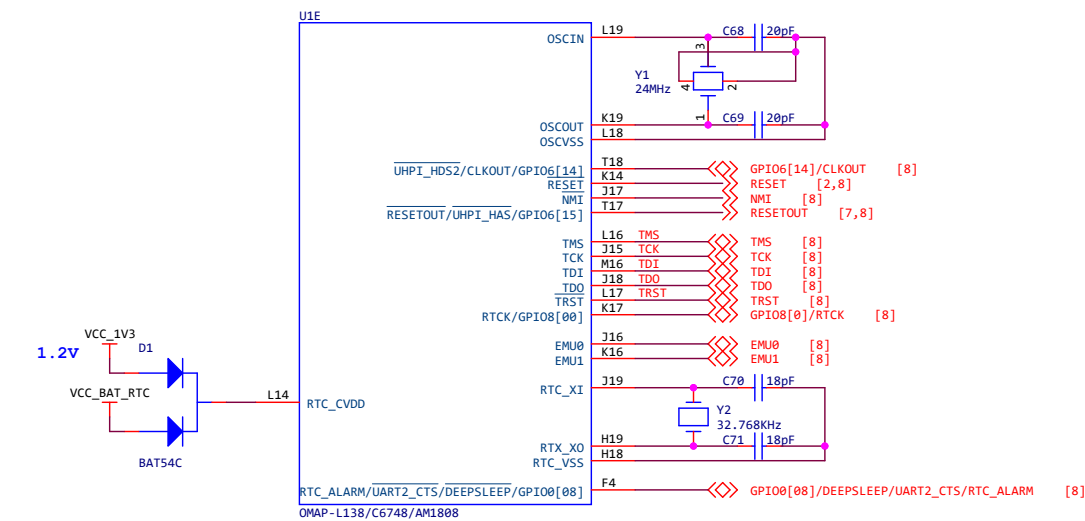 U1E
OSCIN L19 C68 20pF
3
Y1
24MHz
4 2
1
OSCOUT K19 C69 20pF
OSCVSS L18
UHPI_HDS2/CLKOUT/GPIO6[14] T18 GPIO6[14]/CLKOUT [8]
RESET K14 RESET [2,8]
NMI J17 NMI [8]
RESETOUT/UHPI_HAS/GPIO6[15] T17 RESETOUT [7,8]
TMS L16 TMS TMS [8]
TCK J15 TCK TCK [8]
TDI M16 TDI TDI [8]
TDO J18 TDO TDO [8]
TRST L17 TRST TRST [8]
RTCK/GPIO8[00] K17 GPIO8[0]/RTCK [8]
EMU0 J16 EMU0 [8]
EMU1 K16 EMU1 [8]
VCC_1V3
1.2V D1
VCC_BAT_RTC
L14 RTC_CVDD
BAT54C
RTC_XI J19 C70 18pF
Y2
32.768KHz
RTX_XO H19 C71 18pF
RTC_VSS H18
RTC_ALARM/UART2_CTS/DEEPSLEEP/GPIO0[08] F4 GPIO0[08]/DEEPSLEEP/UART2_CTS/RTC_ALARM [8]
OMAP-L138/C6748/AM1808